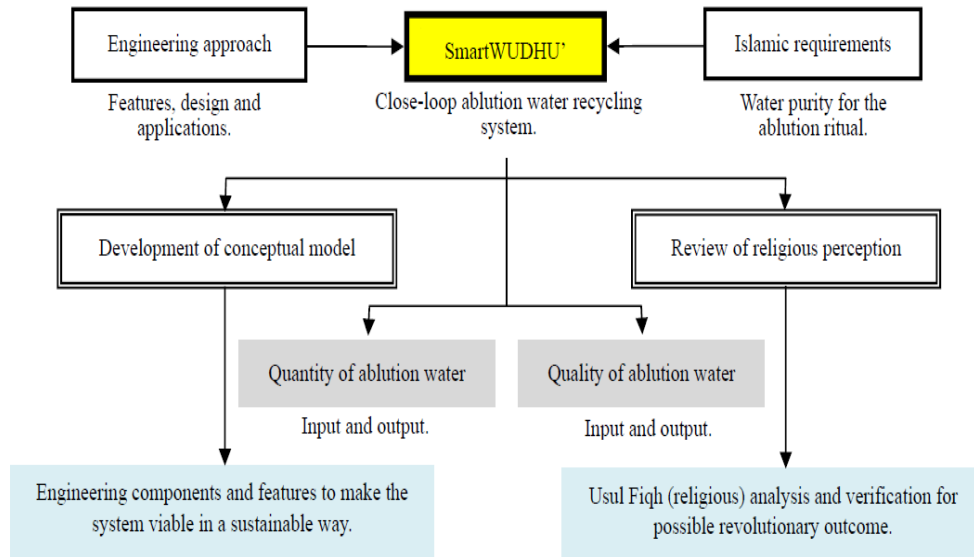 Engineering approach
SmartWUDHU’
Islamic requirements
Features, design and
applications.
Close-loop ablution water recycling
system.
Water purity for the
ablution ritual.
Development of conceptual model
Review of religious perception
Quantity of ablution water
Quality of ablution water
Input and output.
Input and output.
Engineering components and features to make the
system viable in a sustainable way.
Usul Fiqh (religious) analysis and verification for
possible revolutionary outcome.